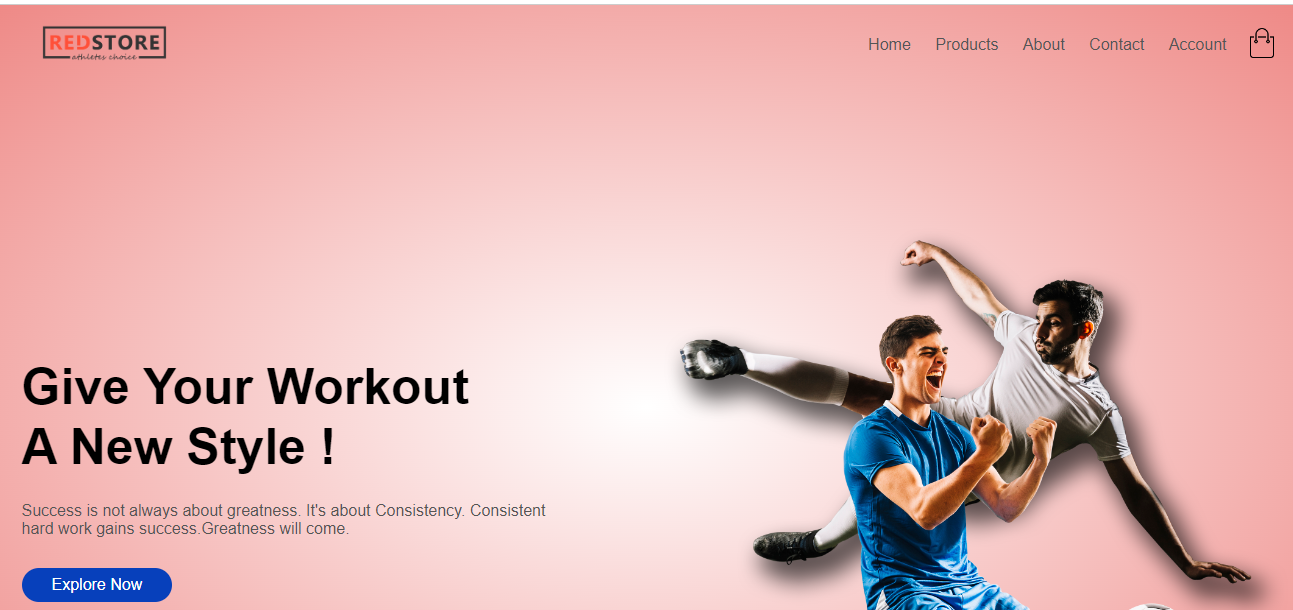 REDSTORE
athletes choice
Home Products About Contact Account
Give Your Workout
A New Style !
Success is not always about greatness. It's about Consistency. Consistent
hard work gains success.Greatness will come.
Explore Now